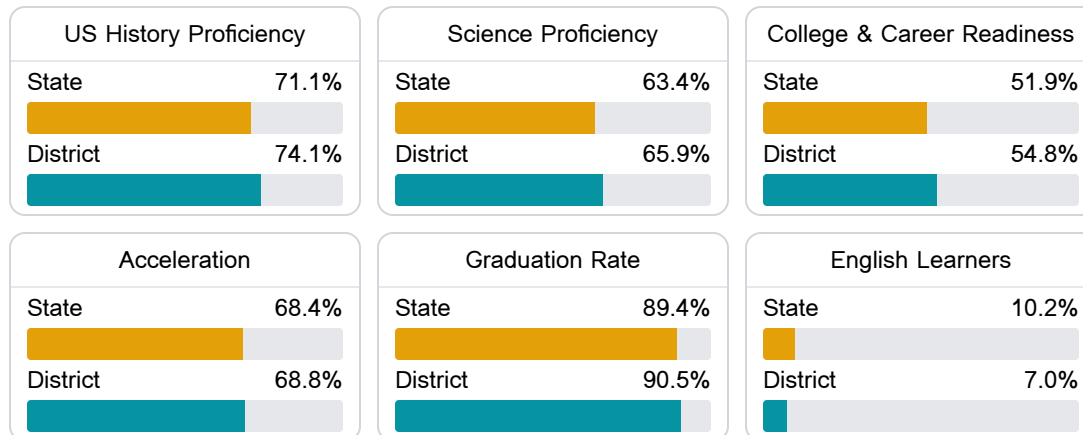 US History Proficiency
State 71.1%
District 74.1%
Science Proficiency
State 63.4%
District 65.9%
College & Career Readiness
State 51.9%
District 54.8%
Acceleration
State 68.4%
District 68.8%
Graduation Rate
State 89.4%
District 90.5%
English Learners
State 10.2%
District 7.0%